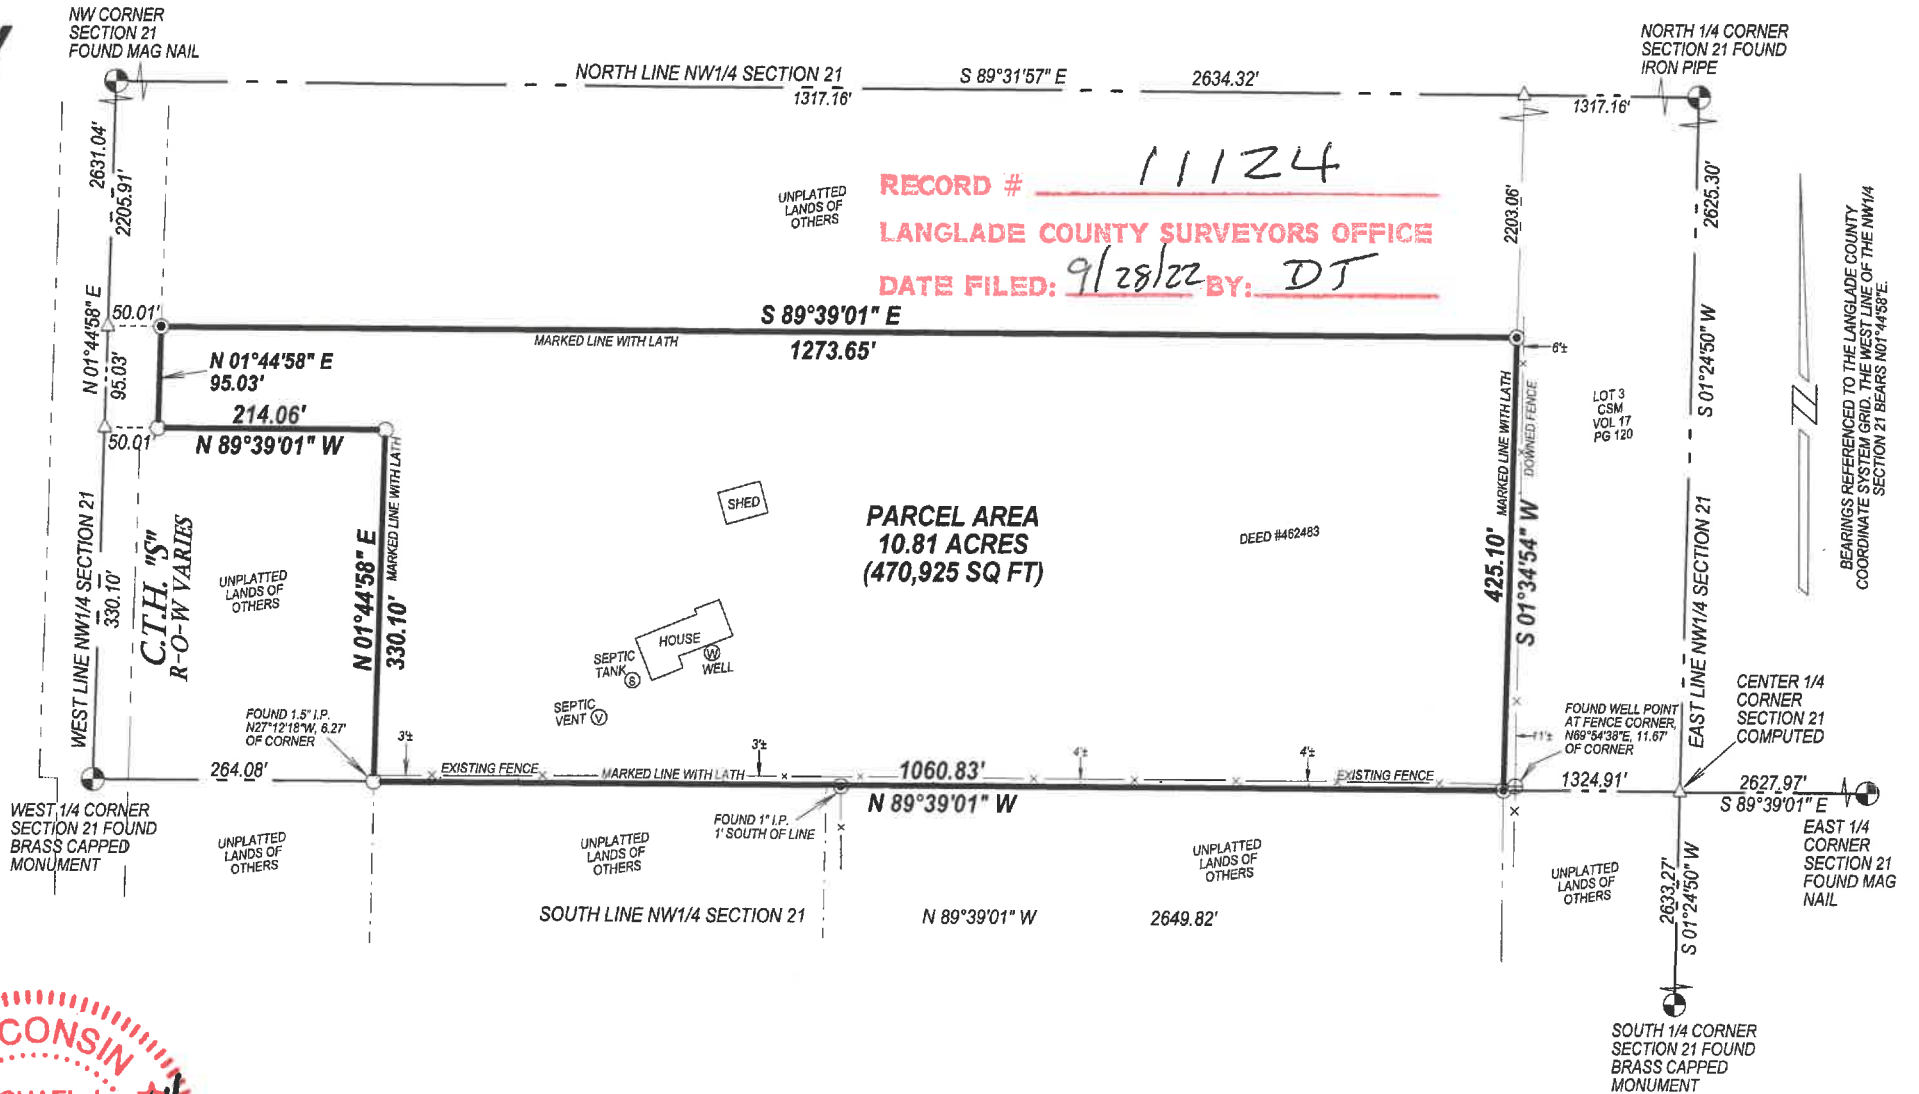 NW CORNER
SECTION 21
FOUND MAG NAIL
NORTH LINE NW1/4 SECTION 21
S 89°31'57" E
2634.32'
1317.16'
1317.16'
NORTH 1/4 CORNER
SECTION 21 FOUND
IRON PIPE
2631.04'
2205.91'
N 01°44'58" E
95.03'
50.01'
50.01'
WEST LINE NW1/4 SECTION 21
330.10'
C.T.H. "S"
R-O-W VARIES
UNPLATTED
LANDS OF
OTHERS
RECORD # 11124
LANGLADE COUNTY SURVEYORS OFFICE
DATE FILED: 9/28/22 BY: DJ
2203.06'
2625.30'
S 01°24'50" W
EAST LINE NW1/4 SECTION 21
BEARINGS REFERENCED TO THE LANGLADE COUNTY
COORDINATE SYSTEM GRID. THE WEST LINE OF THE NW1/4
SECTION 21 BEARS N01°44'58"E.
S 89°39'01" E
MARKED LINE WITH LATH
1273.65'
N 01°44'58" E
95.03'
214.06'
N 89°39'01" W
6'±
LOT 3
CSM
VOL 17
PG 120
MARKED LINE WITH LATH
DOWNED FENCE
425.10'
S 01°34'54" W
N 01°44'58" E
330.10'
MARKED LINE WITH LATH
UNPLATTED
LANDS OF
OTHERS
SHED
PARCEL AREA
10.81 ACRES
(470,925 SQ FT)
DEED #462483
HOUSE
SEPTIC
TANK S
W
WELL
SEPTIC
VENT V
FOUND 1.5" I.P.
N27°12'18"W, 6.27'
OF CORNER
FOUND WELL POINT
AT FENCE CORNER,
N69°54'38"E, 11.67'
OF CORNER
11'±
CENTER 1/4
CORNER
SECTION 21
COMPUTED
264.08'
3'±
EXISTING FENCE
MARKED LINE WITH LATH
3'±
1060.83'
N 89°39'01" W
4'±
4'±
EXISTING FENCE
1324.91'
2627.97'
S 89°39'01" E
WEST 1/4 CORNER
SECTION 21 FOUND
BRASS CAPPED
MONUMENT
FOUND 1" I.P.
1' SOUTH OF LINE
EAST 1/4
CORNER
SECTION 21
FOUND MAG
NAIL
UNPLATTED
LANDS OF
OTHERS
UNPLATTED
LANDS OF
OTHERS
UNPLATTED
LANDS OF
OTHERS
UNPLATTED
LANDS OF
OTHERS
SOUTH LINE NW1/4 SECTION 21
N 89°39'01" W
2649.82'
2633.27'
S 01°24'50" W
SOUTH 1/4 CORNER
SECTION 21 FOUND
BRASS CAPPED
MONUMENT
CONSIN